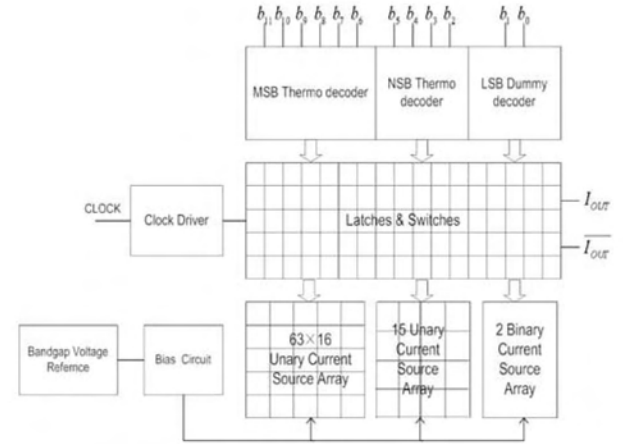 b11 b10 b9 b8 b7 b6 b5 b4 b3 b2 b1 b0
MSB Thermo decoder
NSB Thermo
decoder
LSB Dummy
decoder
CLOCK
Clock Driver
Latches & Switches
IOUT
IOUT
Bandgap Voltage
Refernce
Bias Circuit
63×16
Unary Current
Source Array
15 Unary
Current
Source
Array
2 Binary
Current
Source
Array